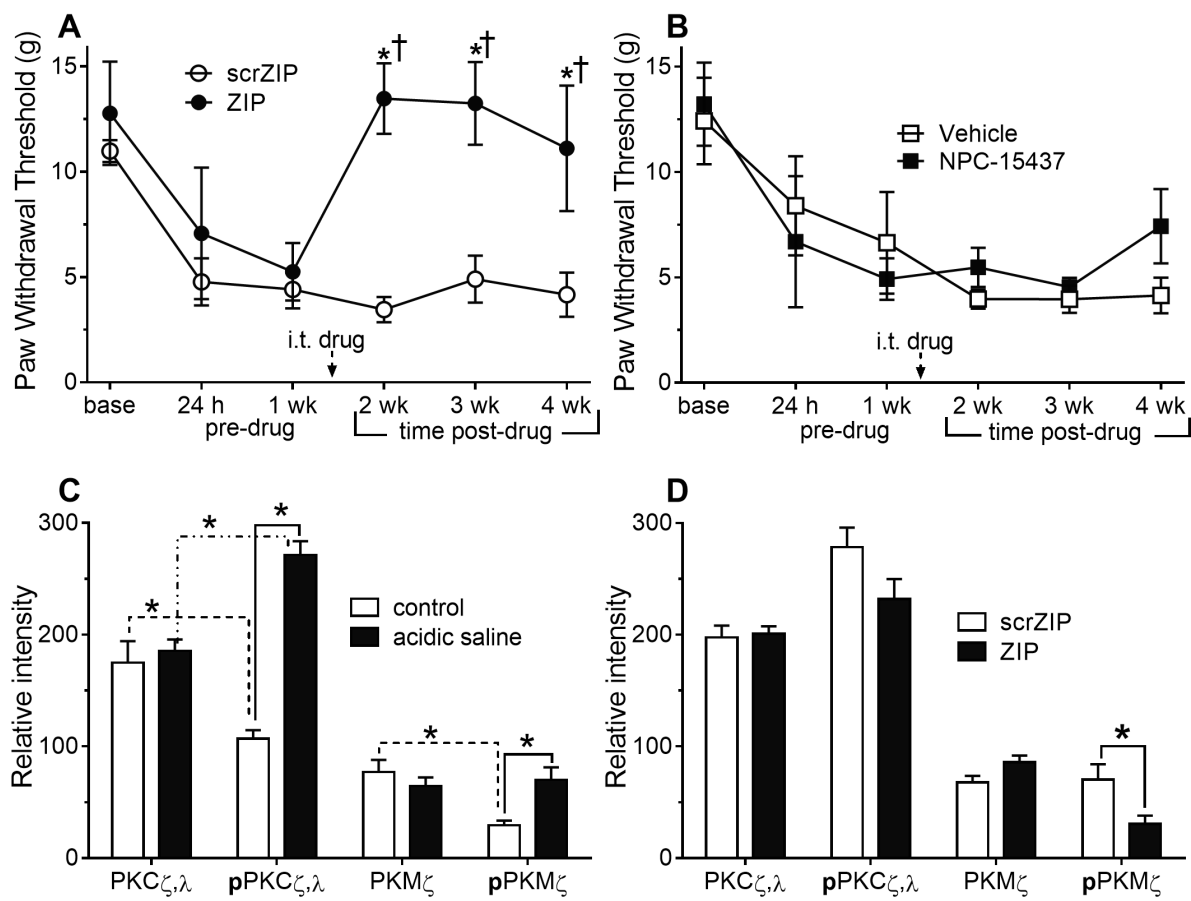 A
Paw Withdrawal Threshold (g)
15
10
5
0
scrZIP
ZIP
*†
*†
*†
i.t. drug
base 24 h 1 wk 2 wk 3 wk 4 wk
pre-drug time post-drug
B
Paw Withdrawal Threshold (g)
15
10
5
0
Vehicle
NPC-15437
i.t. drug
base 24 h 1 wk 2 wk 3 wk 4 wk
pre-drug time post-drug
C
Relative intensity
300
200
100
0
control
acidic saline
*
*
*
*
*
PKCζ,λ pPKCζ,λ PKMζ pPKMζ
D
Relative intensity
300
200
100
0
scrZIP
ZIP
*
PKCζ,λ pPKCζ,λ PKMζ pPKMζ